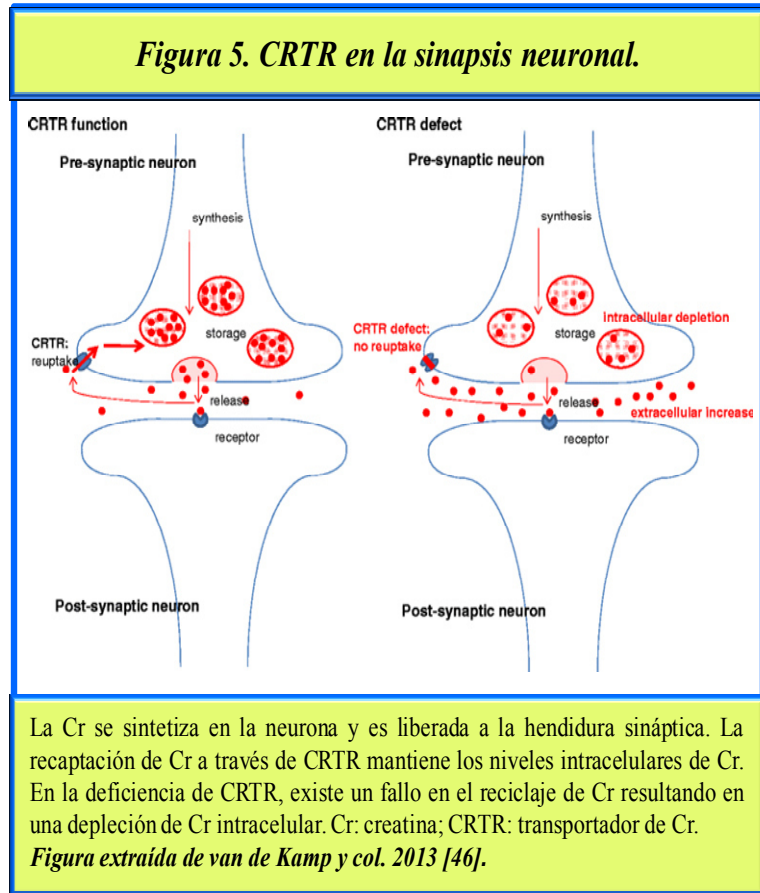 Figura 5. CRTR en la sinapsis neuronal.
CRTR function
Pre-synaptic neuron
synthesis
storage
CRTR:
reuptake
release
receptor
Post-synaptic neuron
CRTR defect
Pre-synaptic neuron
synthesis
intracellular depletion
storage
CRTR defect:
no reuptake
release
extracellular increase
receptor
Post-synaptic neuron
La Cr se sintetiza en la neurona y es liberada a la hendidura sináptica. La
recaptación de Cr a través de CRTR mantiene los niveles intracelulares de Cr.
En la deficiencia de CRTR, existe un fallo en el reciclaje de Cr resultando en
una depleción de Cr intracelular. Cr: creatina; CRTR: transportador de Cr.
Figura extraída de van de Kamp y col. 2013 [46].